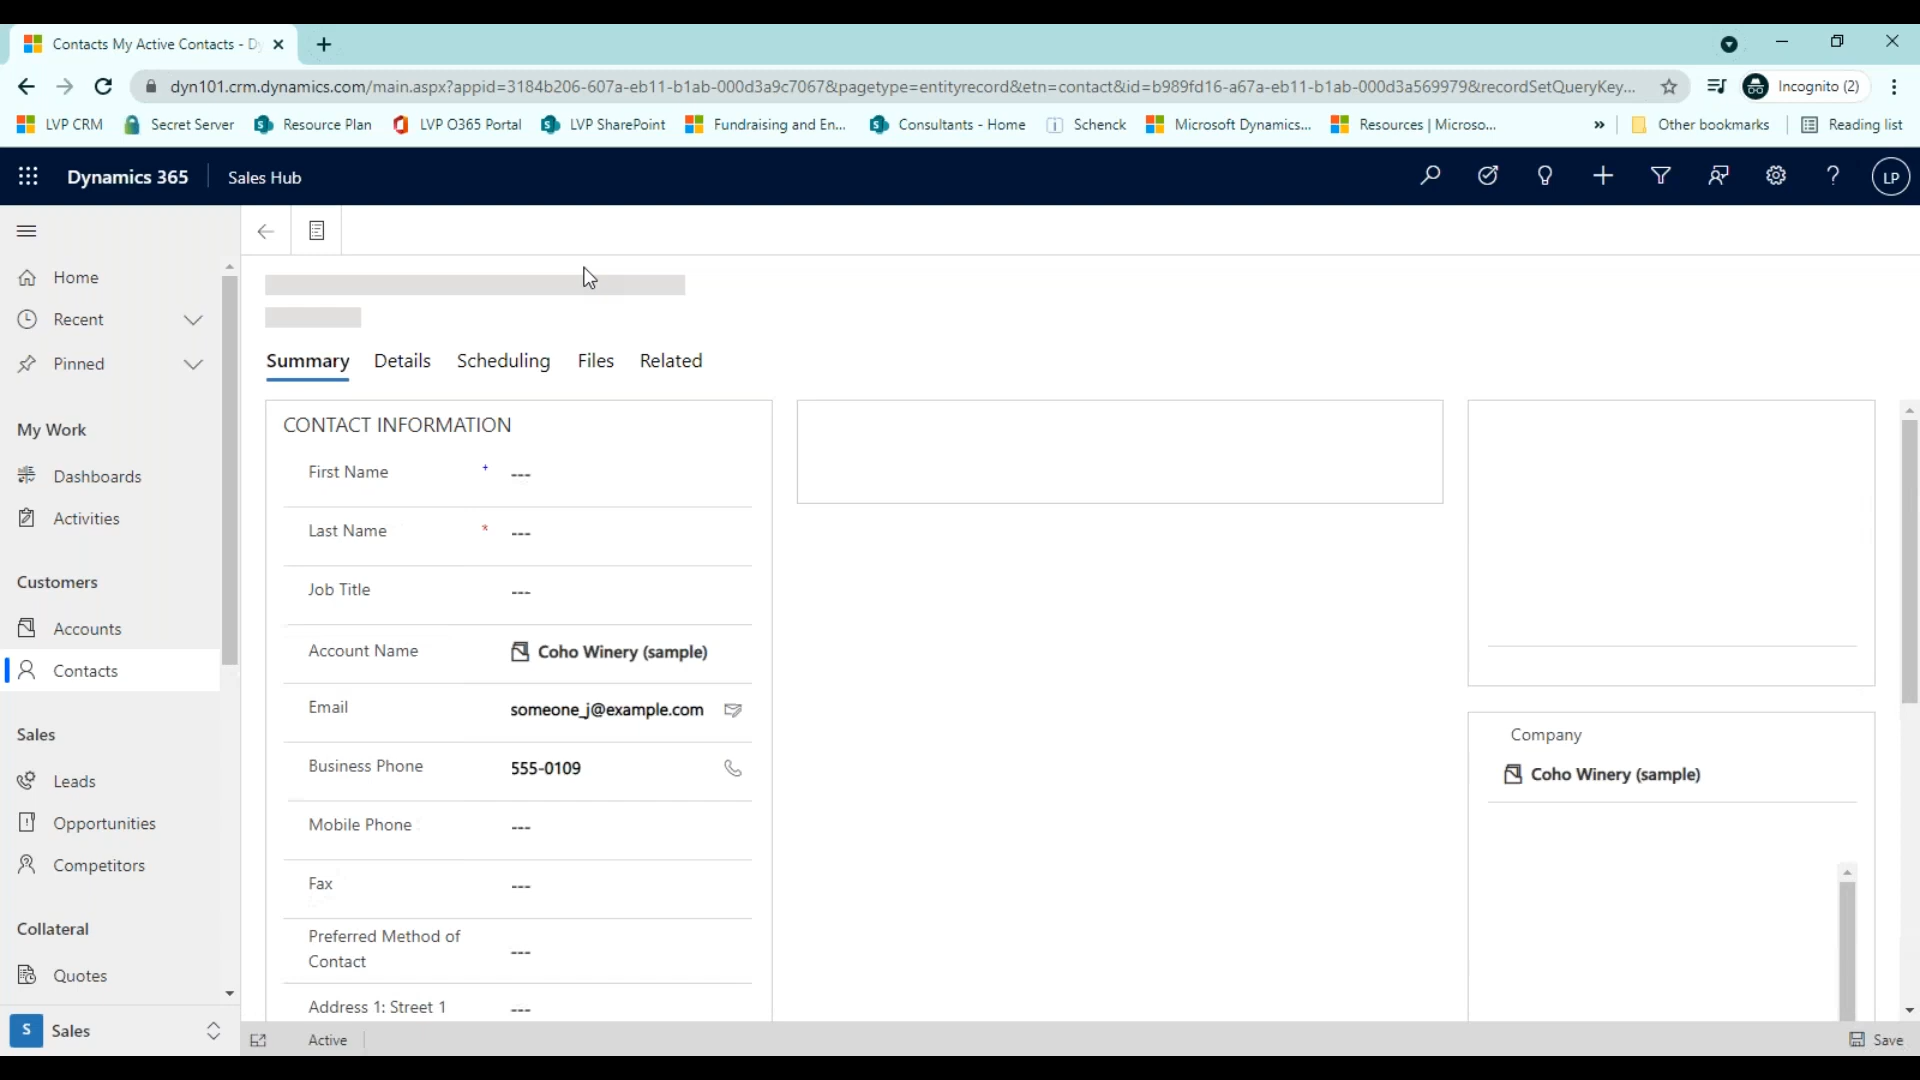 Contacts My Active Contacts - Dy
dyn101.crm.dynamics.com/main.aspx?appid=3184b206-607a-eb11-b1ab-000d3a9c7067&pagetype=entityrecord&etn=contact&id=b989fd16-a67a-eb11-b1ab-000d3a569979&recordSetQueryKey...
Incognito (2)
LVP CRM
Secret Server
Resource Plan
LVP O365 Portal
LVP SharePoint
Fundraising and En...
Consultants - Home
Schenck
Microsoft Dynamics...
Resources | Microso...
»
Other bookmarks
Reading list
Dynamics 365
Sales Hub
LP
Home
Recent
Pinned
My Work
Dashboards
Activities
Customers
Accounts
Contacts
Sales
Leads
Opportunities
Competitors
Collateral
Quotes
S Sales
Summary
Details
Scheduling
Files
Related
CONTACT INFORMATION
First Name + ---
Last Name * ---
Job Title ---
Account Name Coho Winery (sample)
Email someone_j@example.com
Business Phone 555-0109
Mobile Phone ---
Fax ---
Preferred Method of
Contact ---
Address 1: Street 1 ---
Company
Coho Winery (sample)
Active
Save